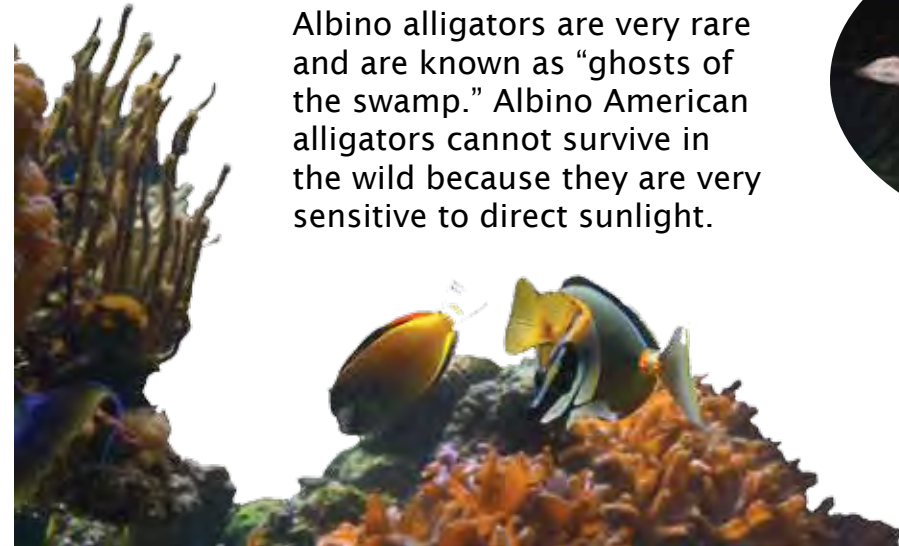 Albino alligators are very rare
and are known as “ghosts of
the swamp.” Albino American
alligators cannot survive in
the wild because they are very
sensitive to direct sunlight.